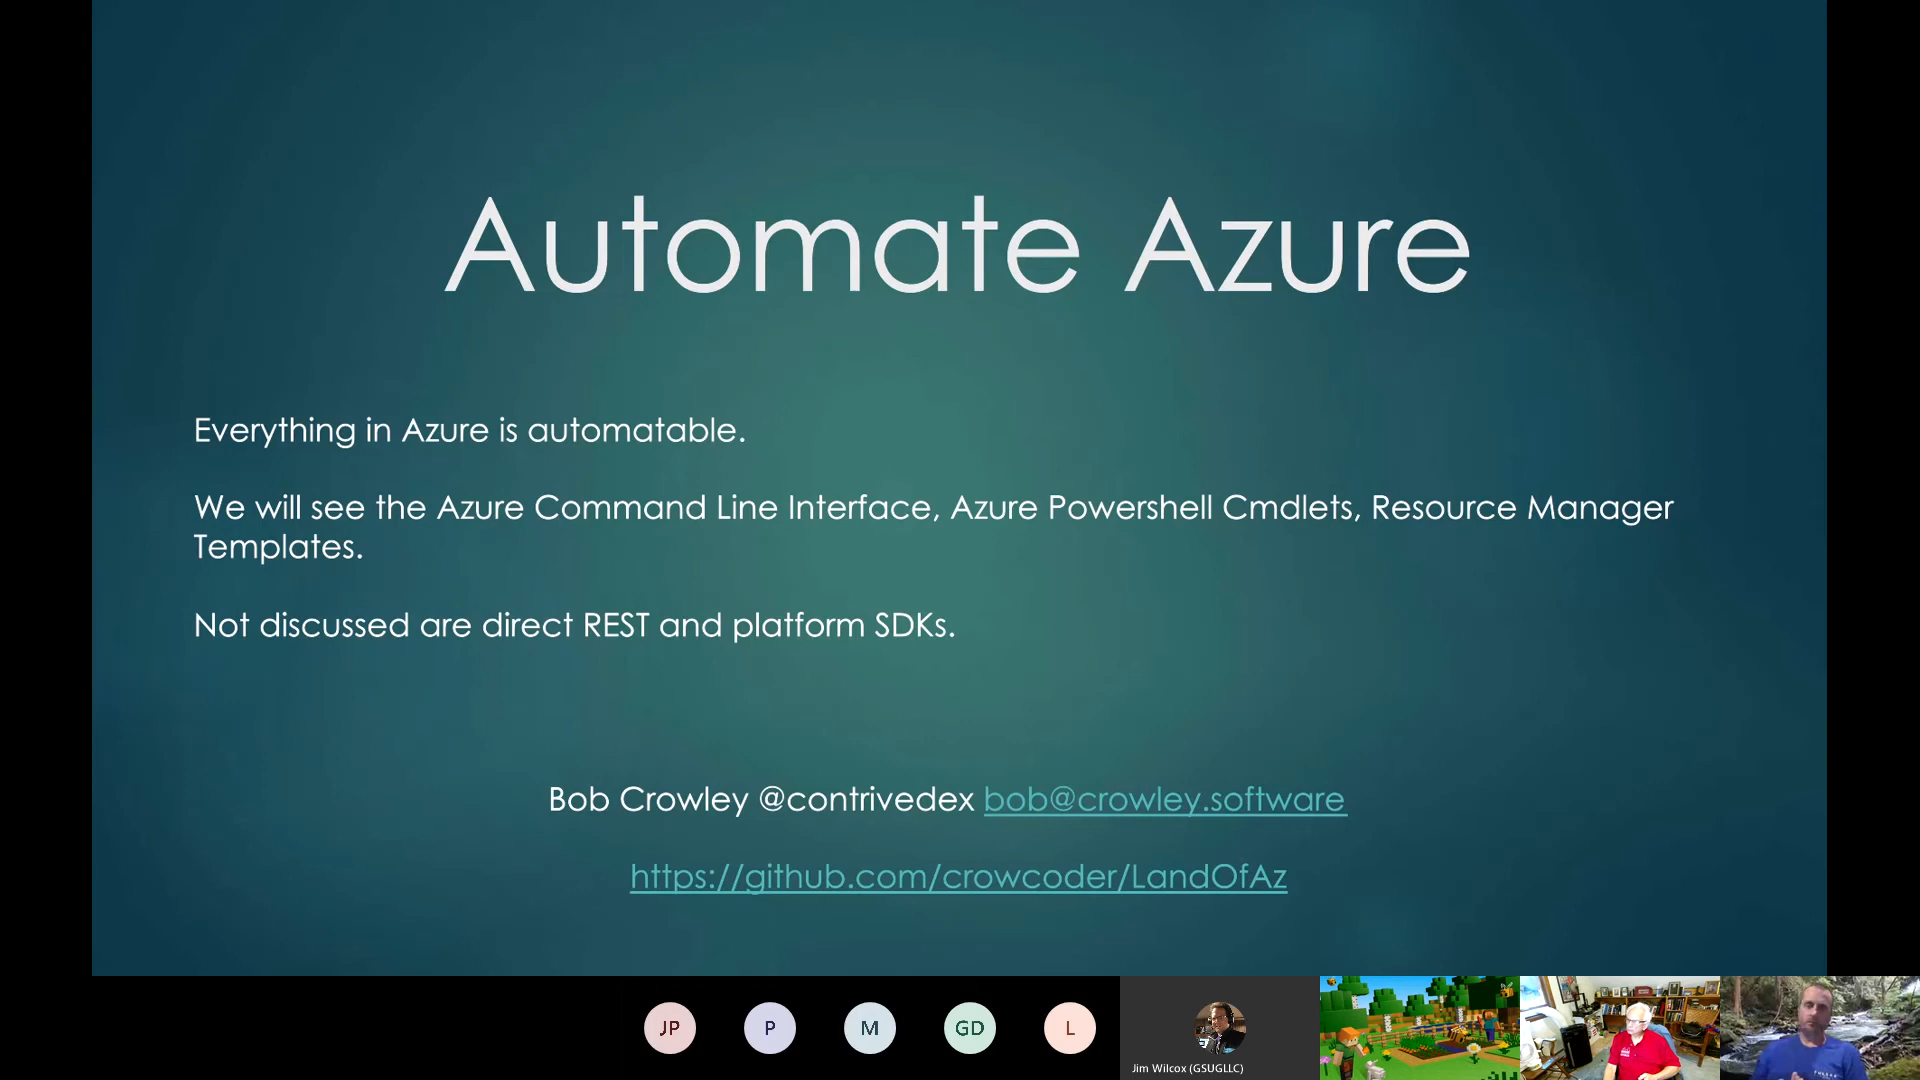 Automate Azure
Everything in Azure is automatable.
We will see the Azure Command Line Interface, Azure Powershell Cmdlets, Resource Manager
Templates.
Not discussed are direct REST and platform SDKs.
Bob Crowley @contrivedex bob@crowley.software
https://github.com/crowcoder/LandOfAz
JP
P
M
GD
L
Jim Wilcox (GSUGLLC)